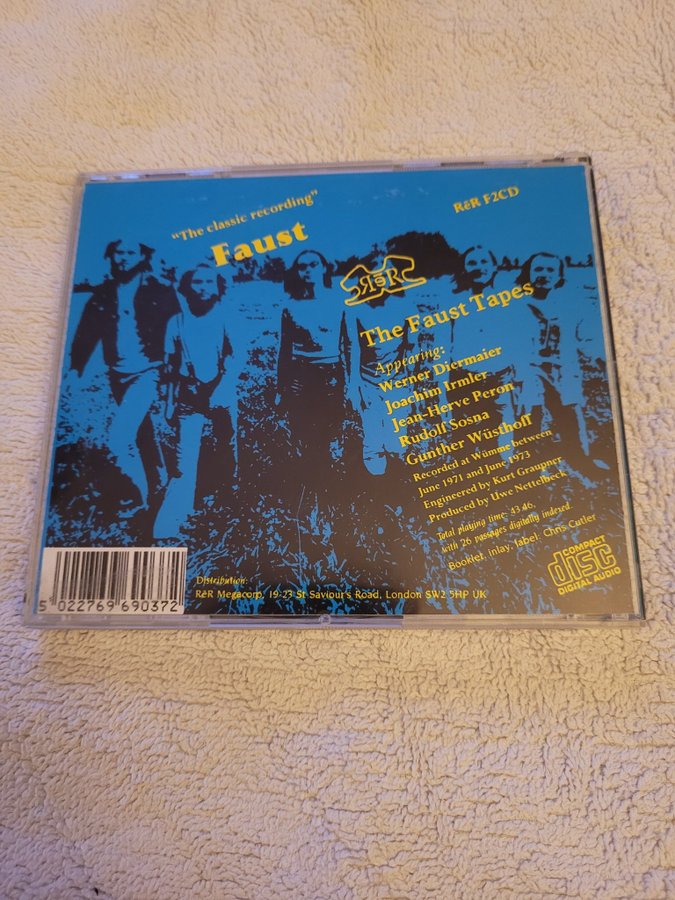 "The classic recording"
Faust
RēR F2CD
RēR
The Faust Tapes
Appearing:
Werner Diermaier
Joachim Irmler
Jean-Herve Peron
Rudolf Sosna
Gunther Wüsthoff
Recorded at Wümme between
June 1971 and June 1973
Engineered by Kurt Graupner
Produced by Uwe Nettelbeck
Total playing time: 43.46.
with 26 passages digitally indexed.
Booklet, inlay, label: Chris Cutler
COMPACT
disc
DIGITAL AUDIO
5 022769 690372
Distribution:
RēR Megacorp, 19-23 St Saviour's Road, London SW2 5HP UK